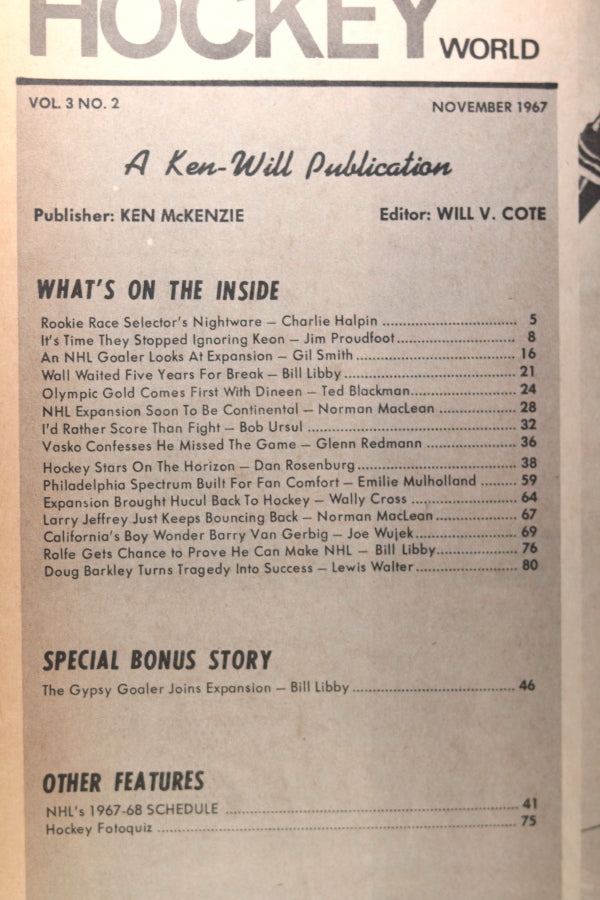 HOCKEY WORLD
VOL. 3 NO. 2 NOVEMBER 1967
A Ken-Will Publication
Publisher: KEN McKENZIE Editor: WILL V. COTE
WHAT'S ON THE INSIDE
Rookie Race Selector's Nightware — Charlie Halpin ........ 5
It's Time They Stopped Ignoring Keon — Jim Proudfoot ........ 8
An NHL Goaler Looks At Expansion — Gil Smith ........ 16
Wall Waited Five Years For Break — Bill Libby ........ 21
Olympic Gold Comes First With Dineen — Ted Blackman ........ 24
NHL Expansion Soon To Be Continental — Norman MacLean ........ 28
I'd Rather Score Than Fight — Bob Ursul ........ 32
Vasko Confesses He Missed The Game — Glenn Redmann ........ 36
Hockey Stars On The Horizon — Dan Rosenburg ........ 38
Philadelphia Spectrum Built For Fan Comfort — Emilie Mulholland ........ 59
Expansion Brought Hucul Back To Hockey — Wally Cross ........ 64
Larry Jeffrey Just Keeps Bouncing Back — Norman MacLean ........ 67
California's Boy Wonder Barry Van Gerbig — Joe Wujek ........ 69
Rolfe Gets Chance to Prove He Can Make NHL — Bill Libby ........ 76
Doug Barkley Turns Tragedy Into Success — Lewis Walter ........ 80
SPECIAL BONUS STORY
The Gypsy Goaler Joins Expansion — Bill Libby ........ 46
OTHER FEATURES
NHL's 1967-68 SCHEDULE ........ 41
Hockey Fotoquiz ........ 75